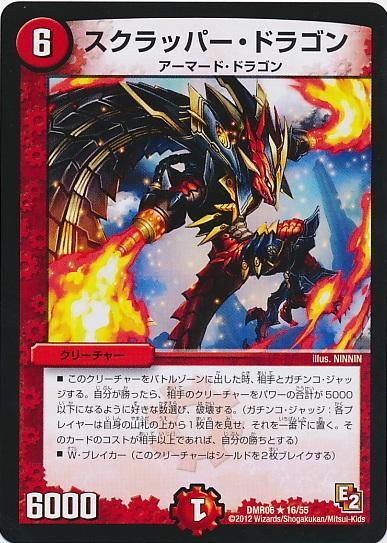 6
スクラッパー・ドラゴン
アーマード・ドラゴン
illus. NINNIN
クリーチャー
■このクリーチャーをバトルゾーンに出した時、相手とガチンコ・ジャッ
ジする。自分が勝ったら、相手のクリーチャーをパワーの合計が5000
以下になるように好きな数選び、破壊する。(ガチンコ・ジャッジ:各プ
レイヤーは自身の山札の上から1枚目を見せ、それを一番下に置く。そ
のカードのコストが相手以上であれば、自分の勝ちとする)
■W・ブレイカー(このクリーチャーはシールドを2枚ブレイクする)
6000
1
E2
DMR06 ★ 16/55
©2012 Wizards/Shogakukan/Mitsui-Kids